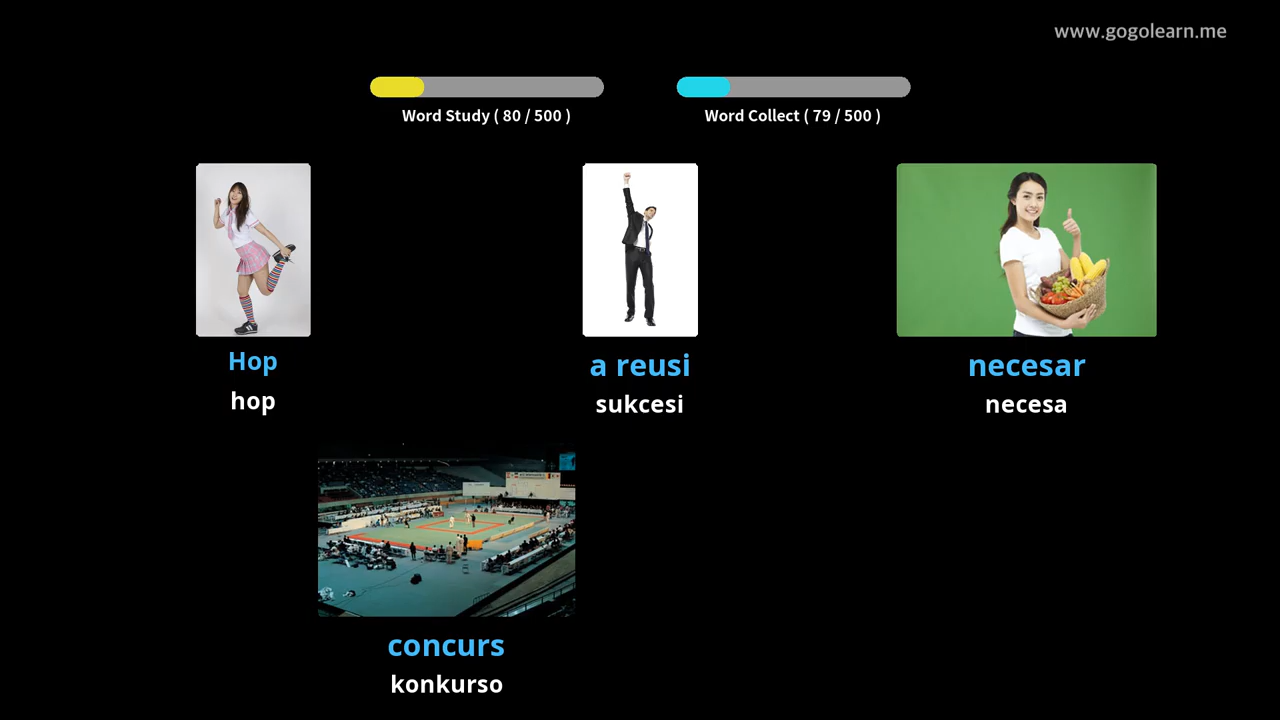 www.gogolearn.me
Word Study ( 80 / 500 )
Word Collect ( 79 / 500 )
Hop
hop
a reusi
sukcesi
necesar
necesa
concurs
konkurso